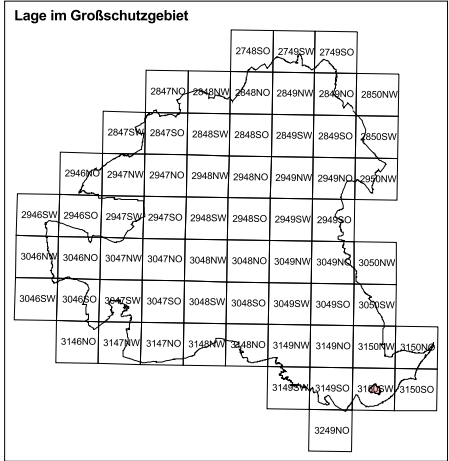 Lage im Großschutzgebiet
2748SO 2749SW 2749SO
2847NO 2848NW 2848NO 2849NW 2849NO 2850NW
2847SW 2847SO 2848SW 2848SO 2849SW 2849SO 2850SW
2946NO 2947NW 2947NO 2948NW 2948NO 2949NW 2949NO 2950NW
2946SW 2946SO 2947SW 2947SO 2948SW 2948SO 2949SW 2949SO
3046NW 3046NO 3047NW 3047NO 3048NW 3048NO 3049NW 3049NO 3050NW
3046SW 3046SO 3047SW 3047SO 3048SW 3048SO 3049SW 3049SO 3050SW
3146NO 3147NW 3147NO 3148NW 3148NO 3149NW 3149NO 3150NW 3150NO
3149SW 3149SO 3150SW 3150SO
3249NO